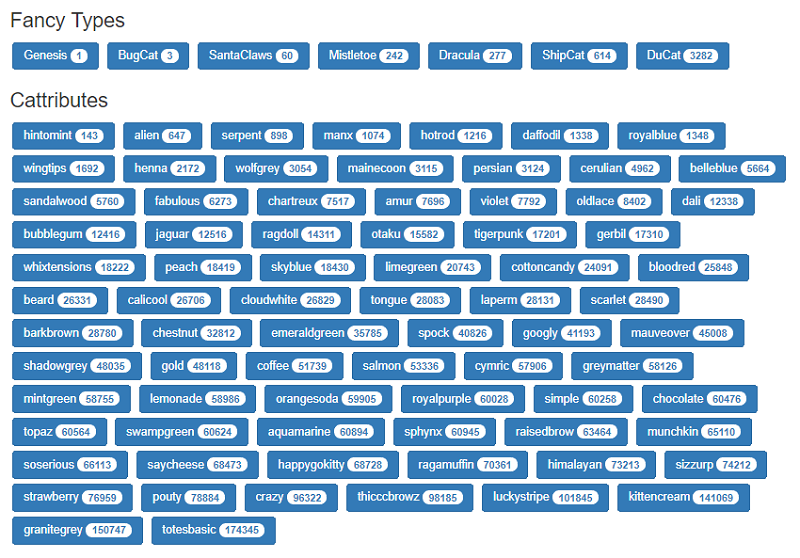 Fancy Types
Genesis 1 BugCat 3 SantaClaws 60 Mistletoe 242 Dracula 277 ShipCat 614 DuCat 3282
Cattributes
hintomint 143 alien 647 serpent 898 manx 1074 hotrod 1216 daffodil 1338 royalblue 1348
wingtips 1692 henna 2172 wolfgrey 3054 mainecoon 3115 persian 3124 cerulian 4962 belleblue 5664
sandalwood 5760 fabulous 6273 chartreux 7517 amur 7696 violet 7792 oldlace 8402 dali 12338
bubblegum 12416 jaguar 12516 ragdoll 14311 otaku 15582 tigerpunk 17201 gerbil 17310
whixtensions 18222 peach 18419 skyblue 18430 limegreen 20743 cottoncandy 24091 bloodred 25848
beard 26331 calicool 26706 cloudwhite 26829 tongue 28083 laperm 28131 scarlet 28490
barkbrown 28780 chestnut 32812 emeraldgreen 35785 spock 40826 googly 41193 mauveover 45008
shadowgrey 48035 gold 48118 coffee 51739 salmon 53336 cymric 57906 greymatter 58126
mintgreen 58755 lemonade 58986 orangesoda 59905 royalpurple 60028 simple 60258 chocolate 60476
topaz 60564 swampgreen 60624 aquamarine 60894 sphynx 60945 raisedbrow 63464 munchkin 65110
soserious 66113 saycheese 68473 happygokitty 68728 ragamuffin 70361 himalayan 73213 sizzurp 74212
strawberry 76959 pouty 78884 crazy 96322 thicccbrowz 98185 luckystripe 101845 kittencream 141069
granitegrey 150747 totesbasic 174345